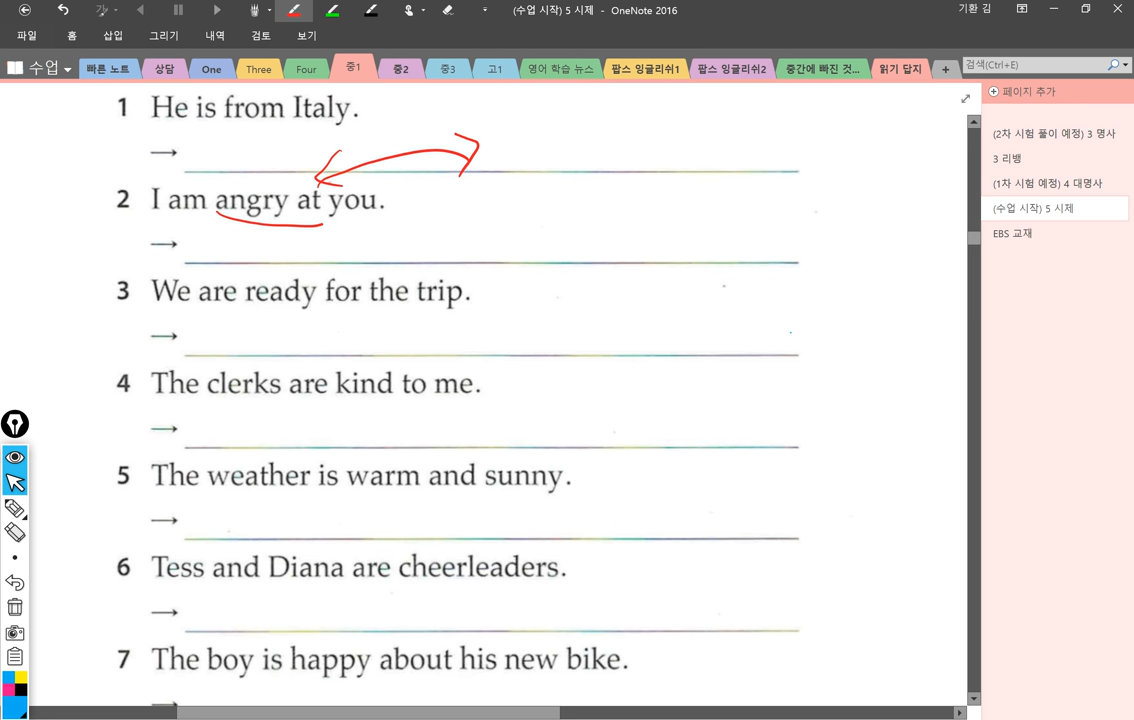 (수업 시작) 5 시제 - OneNote 2016
기환 김
파일 홈 삽입 그리기 내역 검토 보기
수업 빠른 노트 상담 One Three Four 중1 중2 중3 고1 영어 학습 뉴스 팝스 잉글리쉬1 팝스 잉글리쉬2 중간에 빠진 것... 읽기 답지 + 검색(Ctrl+E)
페이지 추가
(2차 시험 풀이 예정) 3 명사
3 리뱅
(1차 시험 예정) 4 대명사
(수업 시작) 5 시제
EBS 교재
1 He is from Italy.
→
2 I am angry at you.
→
3 We are ready for the trip.
→
4 The clerks are kind to me.
→
5 The weather is warm and sunny.
→
6 Tess and Diana are cheerleaders.
→
7 The boy is happy about his new bike.
→